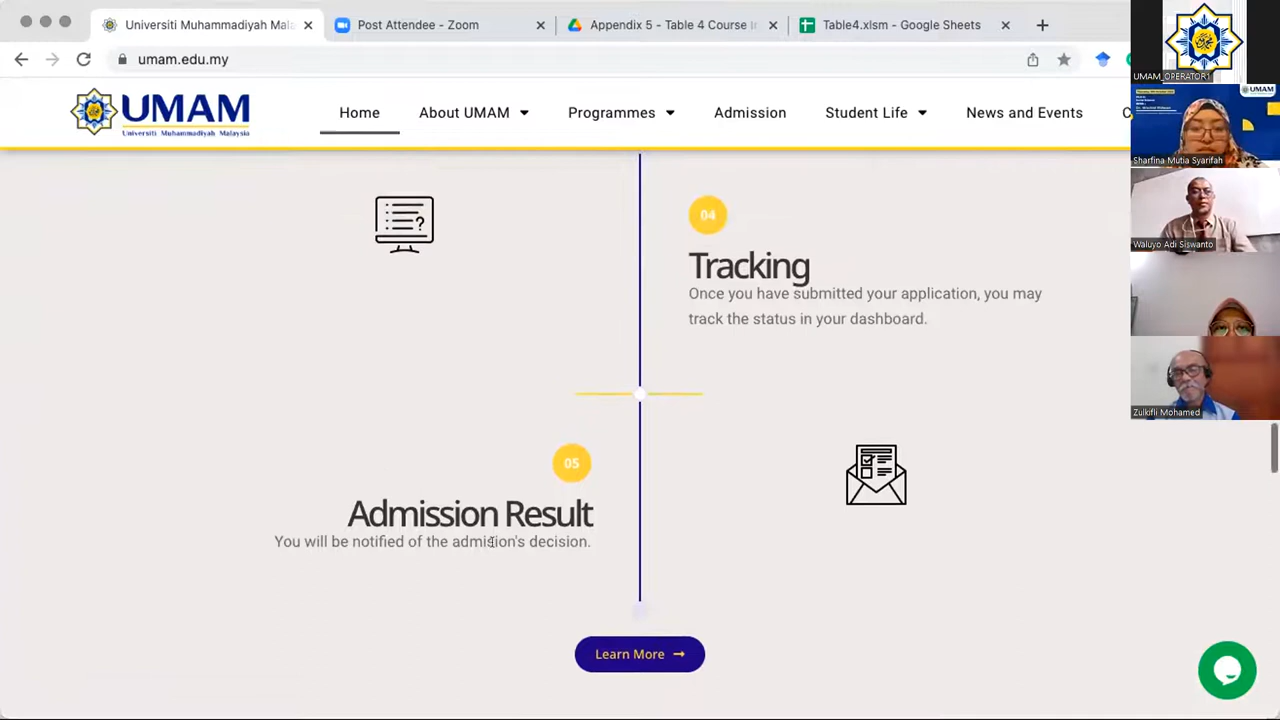 Universiti Muhammadiyah Mala
Post Attendee - Zoom
Appendix 5 - Table 4 Course I
Table4.xlsm - Google Sheets
umam.edu.my
UMAM
Universiti Muhammadiyah Malaysia
Home
About UMAM
Programmes
Admission
Student Life
News and Events
C
04
Tracking
Once you have submitted your application, you may
track the status in your dashboard.
05
Admission Result
You will be notified of the admision's decision.
Learn More
UMAM_OPERATOR1
UMAM
Sharfina Mutia Syarifah
Waluyo Adi Siswanto
Zulkifli Mohamed